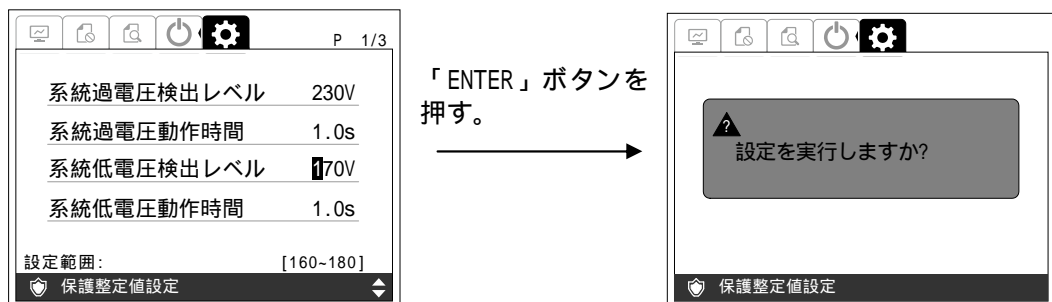 P 1/3
系統過電圧検出レベル 230V
系統過電圧動作時間 1.0s
系統低電圧検出レベル 170V
系統低電圧動作時間 1.0s
設定範囲: [160~180]
保護整定値設定
「ENTER」ボタンを
押す。
?
設定を実行しますか?
保護整定値設定